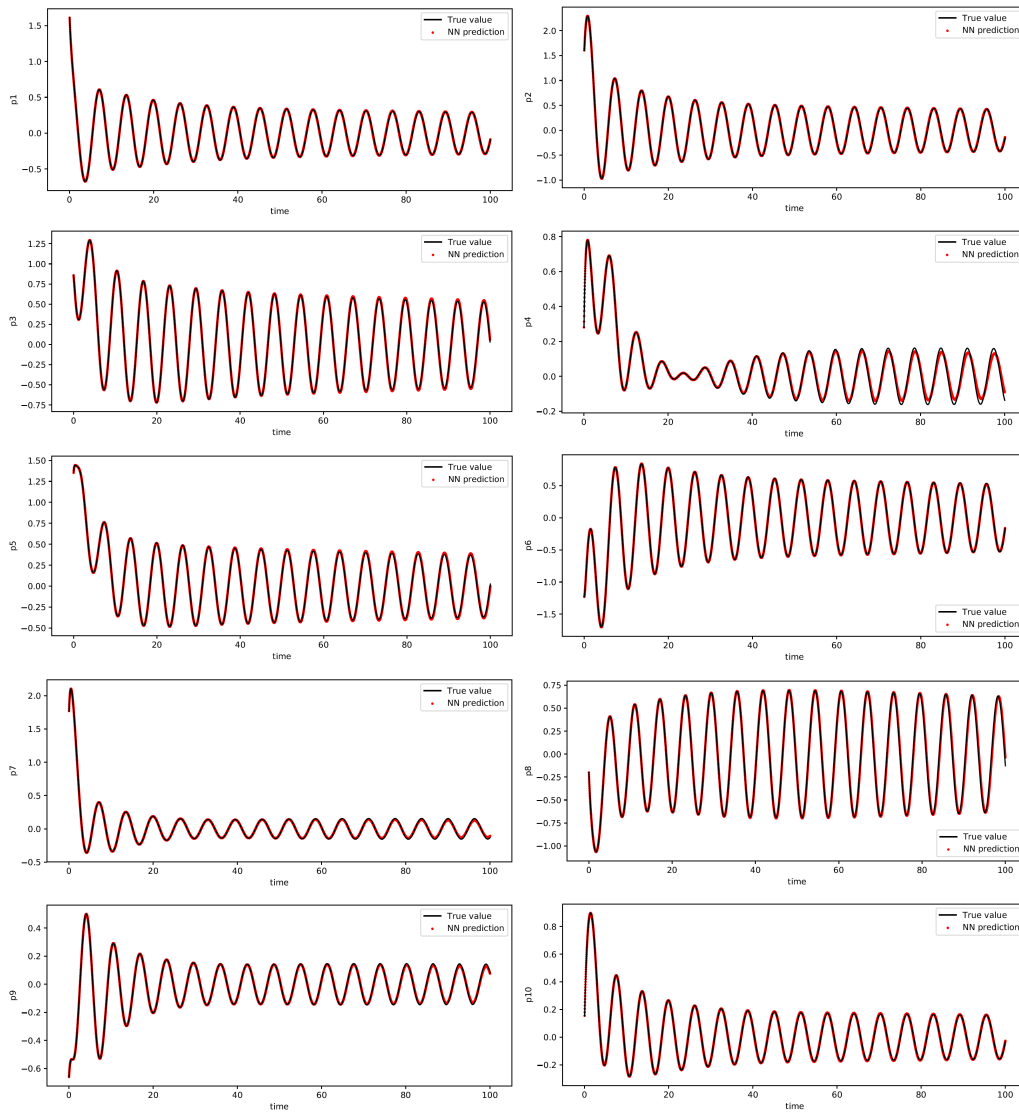 p1
1.5
1.0
0.5
0.0
−0.5
True value
NN prediction
0 20 40 60 80 100
time
p2
2.0
1.5
1.0
0.5
0.0
−0.5
−1.0
True value
NN prediction
0 20 40 60 80 100
time
p3
1.25
1.00
0.75
0.50
0.25
0.00
−0.25
−0.50
−0.75
True value
NN prediction
0 20 40 60 80 100
time
p4
0.8
0.6
0.4
0.2
0.0
−0.2
True value
NN prediction
0 20 40 60 80 100
time
p5
1.50
1.25
1.00
0.75
0.50
0.25
0.00
−0.25
−0.50
True value
NN prediction
0 20 40 60 80 100
time
p6
0.5
0.0
−0.5
−1.0
−1.5
True value
NN prediction
0 20 40 60 80 100
time
p7
2.0
1.5
1.0
0.5
0.0
−0.5
True value
NN prediction
0 20 40 60 80 100
time
p8
0.75
0.50
0.25
0.00
−0.25
−0.50
−0.75
−1.00
True value
NN prediction
0 20 40 60 80 100
time
p9
0.4
0.2
0.0
−0.2
−0.4
−0.6
True value
NN prediction
0 20 40 60 80 100
time
p10
0.8
0.6
0.4
0.2
0.0
−0.2
True value
NN prediction
0 20 40 60 80 100
time